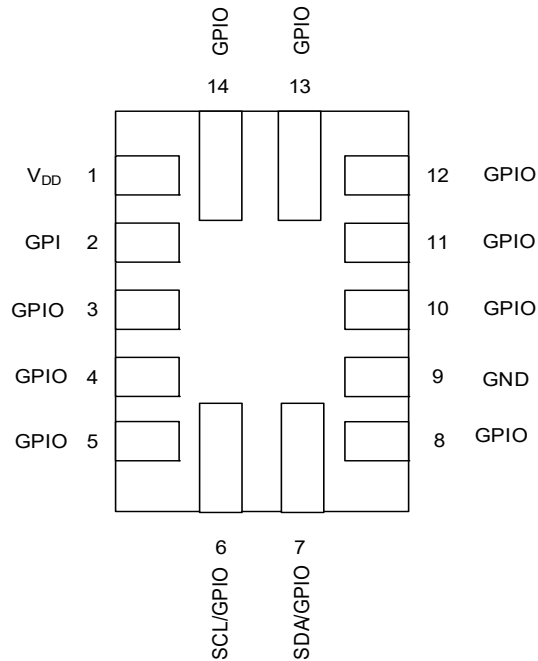 GPIO GPIO
14 13
V_DD 1 12 GPIO
GPI 2 11 GPIO
GPIO 3 10 GPIO
GPIO 4 9 GND
GPIO 5 8 GPIO
6 7
SCL/GPIO SDA/GPIO